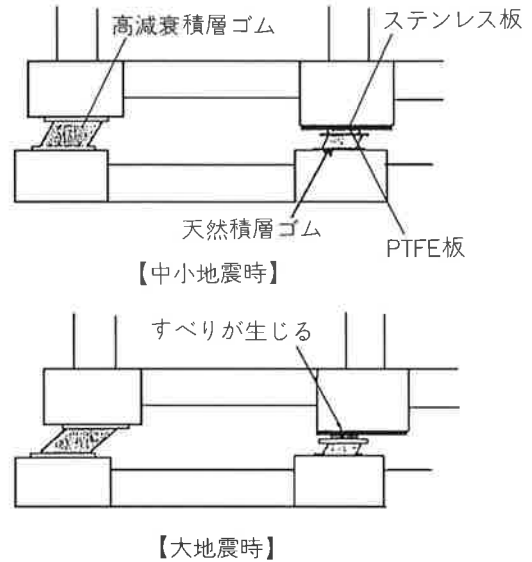 高減衰積層ゴム
ステンレス板
天然積層ゴム
PTFE板
【中小地震時】
すべりが生じる
【大地震時】